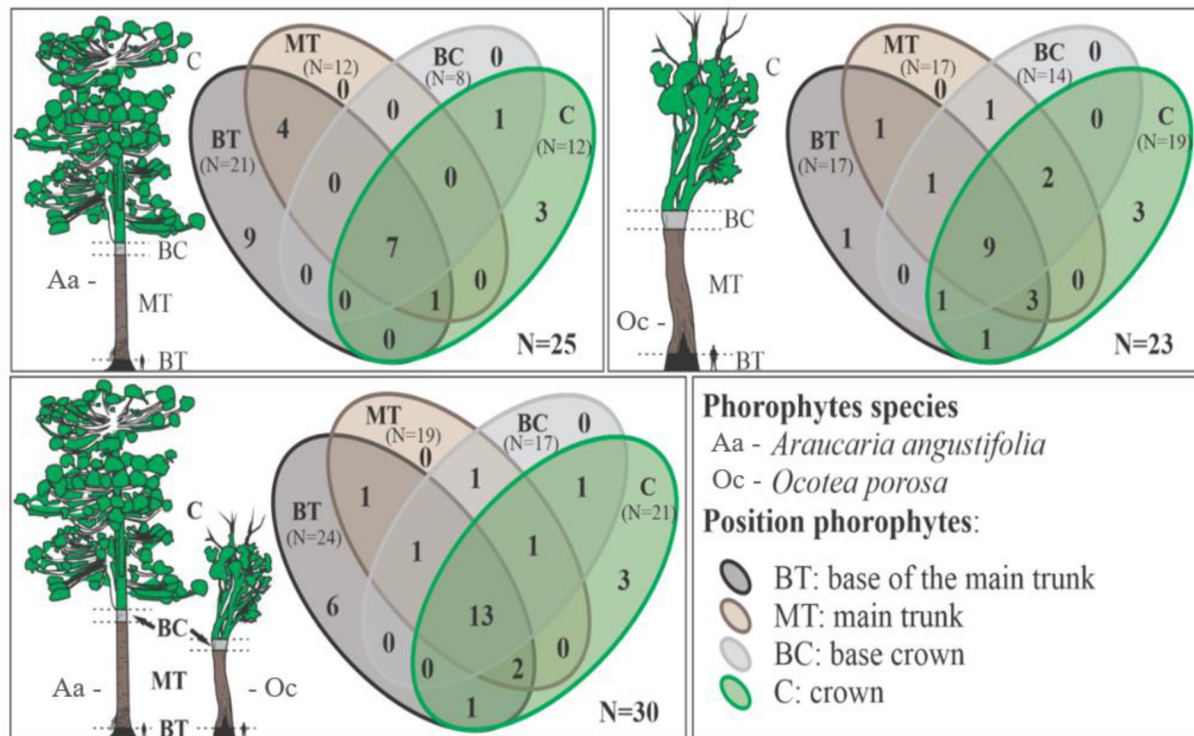 MT
(N=12)
BC
(N=8)
0
C
0
0
1
C
(N=12)
BT
(N=21)
4
0
0
3
9
7
BC
Aa -
0
0
MT
0
1
0
N=25
BT
MT
(N=17)
BC
(N=14)
0
C
0
1
0
C
(N=19)
BT
(N=17)
1
1
2
3
BC
1
9
0
0
MT
1
3
Oc -
1
N=23
BT
MT
(N=19)
BC
(N=17)
0
0
1
1
C
(N=21)
C
BT
(N=24)
1
1
1
3
6
13
BC
0
0
2
0
Aa -
MT
- Oc
1
N=30
BT
Phorophytes species
Aa - Araucaria angustifolia
Oc - Ocotea porosa
Position phorophytes:
BT: base of the main trunk
MT: main trunk
BC: base crown
C: crown